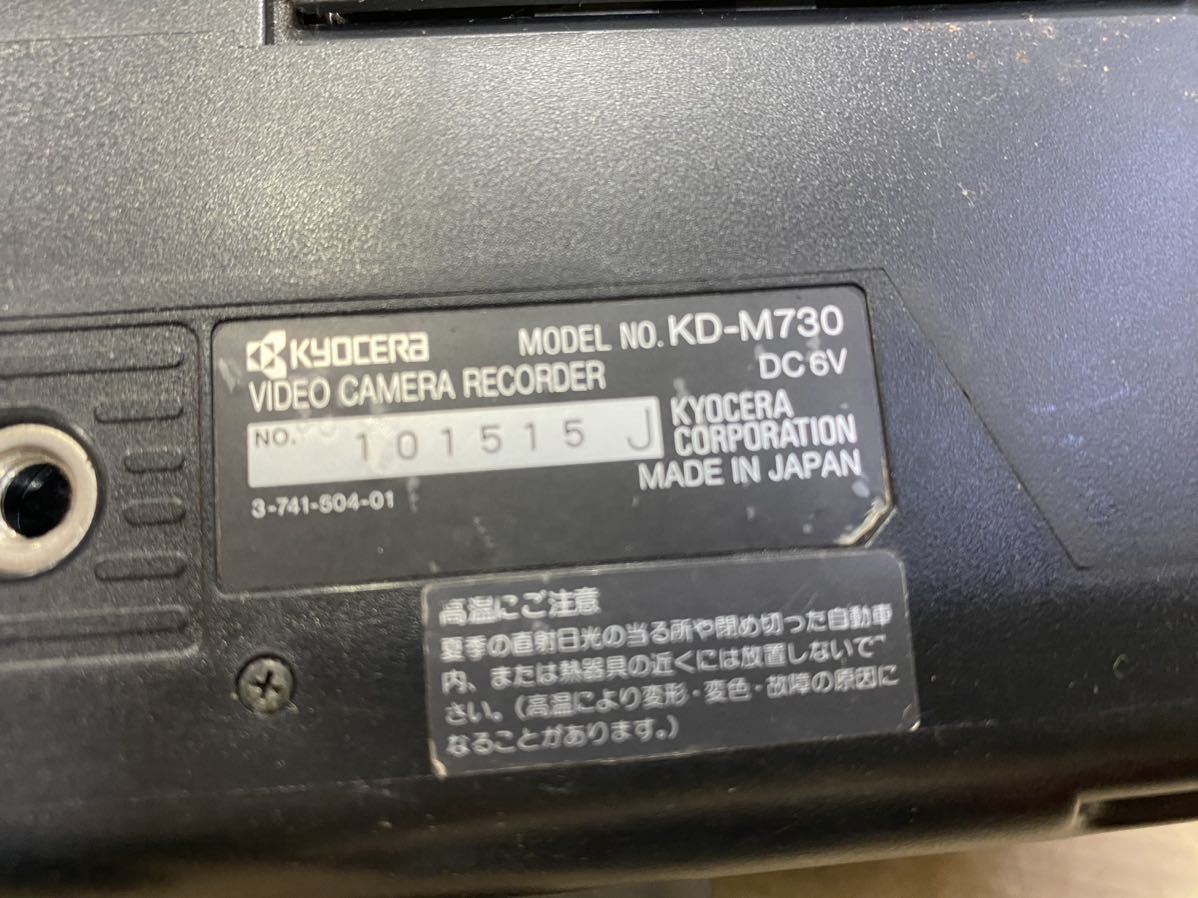 KYOCERA
MODEL NO. KD-M730
VIDEO CAMERA RECORDER
DC 6V
NO. 101515 J
KYOCERA
CORPORATION
MADE IN JAPAN
3-741-504-01
高温にご注意
夏季の直射日光の当る所や閉め切った自動車
内、または熱器具の近くには放置しないで
さい。(高温により変形・変色・故障の原因に
なることがあります。)